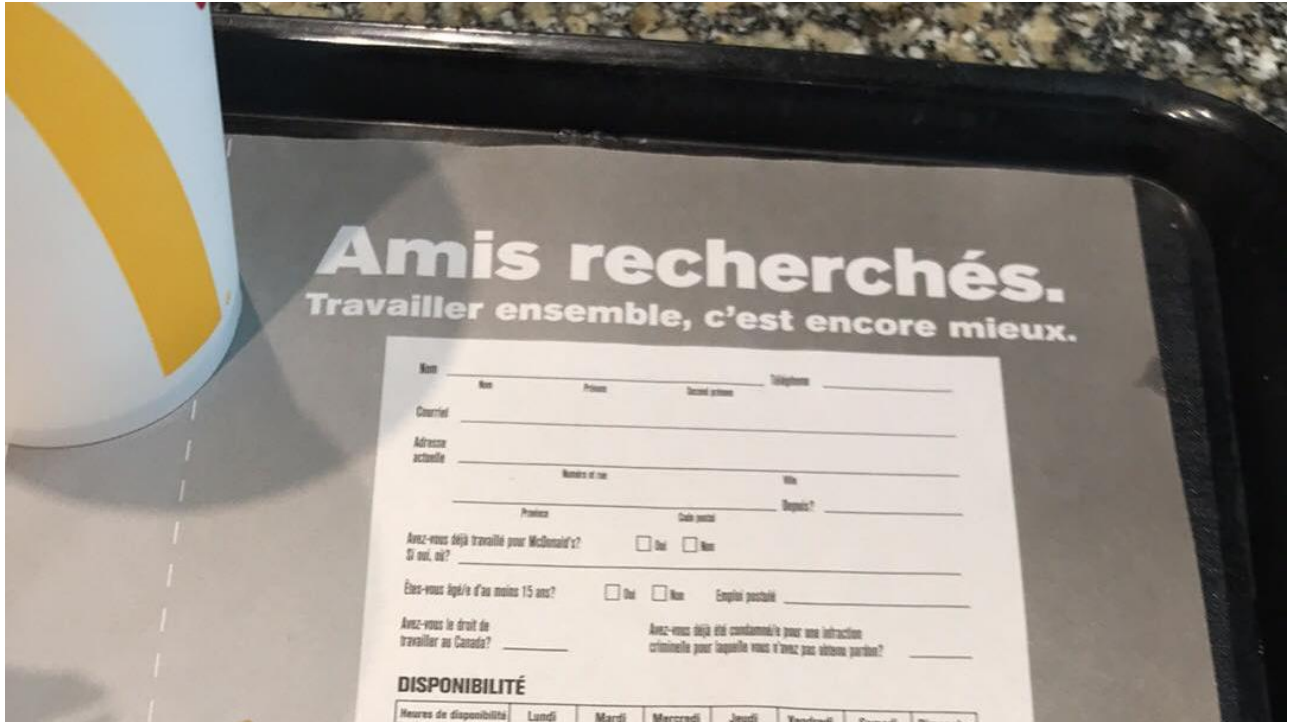 Amis recherchés.
Travailler ensemble, c'est encore mieux.
Nom Téléphone
Nom Prénom Second prénom
Courriel
Adresse
actuelle
Numéro et rue Ville
Depuis?
Province Code postal
Avez-vous déjà travaillé pour McDonald's? Oui Non
Si oui, où?
Êtes-vous âgé/e d'au moins 15 ans? Oui Non Emploi postulé
Avez-vous le droit de
travailler au Canada?
Avez-vous déjà été condamné/e pour une infraction
criminelle pour laquelle vous n'avez pas obtenu pardon?
DISPONIBILITÉ
Heures de disponibilité Lundi Mardi Mercredi Jeudi Vendredi Samedi Dimanche